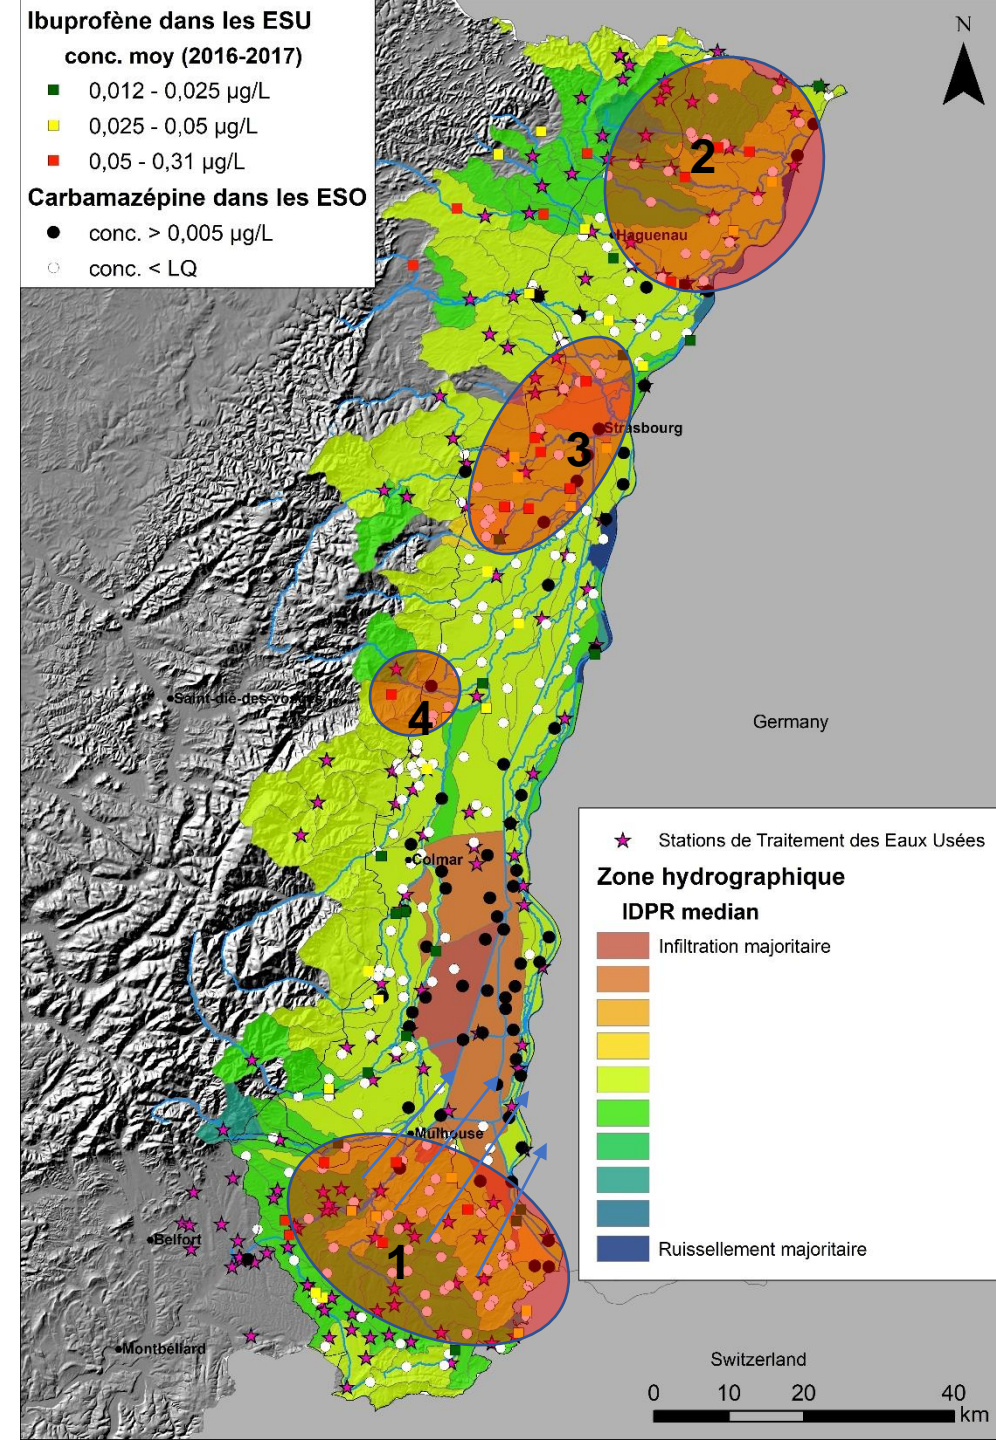 Ibuprofène dans les ESU
conc. moy (2016-2017)
0,012 - 0,025 µg/L
0,025 - 0,05 µg/L
0,05 - 0,31 µg/L
Carbamazépine dans les ESO
conc. > 0,005 µg/L
conc. < LQ
N
2
Haguenau
3
Strasbourg
Saint-dié-des-vosges
4
Germany
Colmar
Stations de Traitement des Eaux Usées
Zone hydrographique
IDPR median
Infiltration majoritaire
Ruissellement majoritaire
Mulhouse
Belfort
1
Montbéliard
Switzerland
0 10 20 40
km